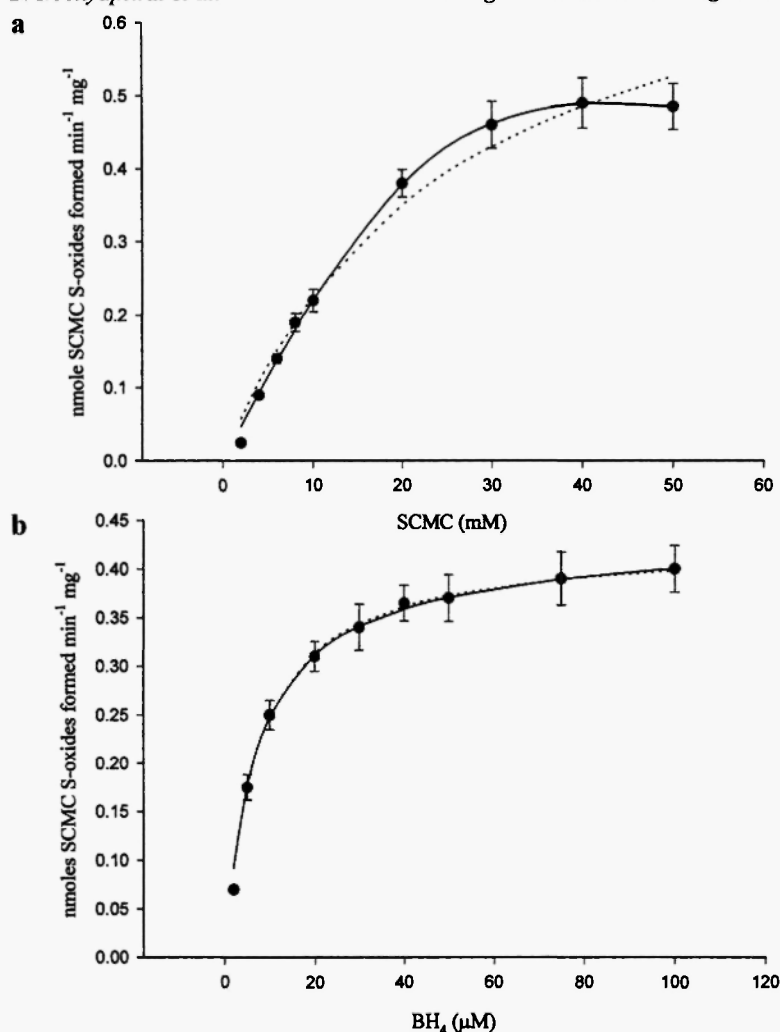 a
nmole SCMC S-oxides formed min⁻¹ mg⁻¹
0.6
0.5
0.4
0.3
0.2
0.1
0.0
0 10 20 30 40 50 60
SCMC (mM)
b
nmoles SCMC S-oxides formed min⁻¹ mg⁻¹
0.45
0.40
0.35
0.30
0.25
0.20
0.15
0.10
0.05
0.00
0 20 40 60 80 100 120
BH₄ (μM)